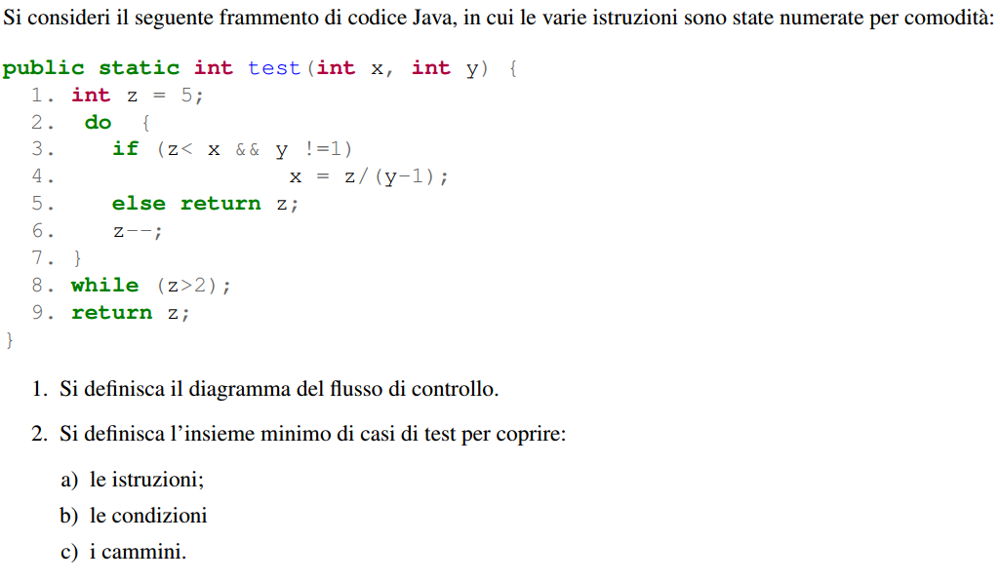 Si consideri il seguente frammento di codice Java, in cui le varie istruzioni sono state numerate per comodità:
public static int test(int x, int y) {
1. int z = 5;
2. do {
3. if (z< x && y !=1)
4. x = z/(y-1);
5. else return z;
6. z--;
7. }
8. while (z>2);
9. return z;
}
1. Si definisca il diagramma del flusso di controllo.
2. Si definisca l'insieme minimo di casi di test per coprire:
a) le istruzioni;
b) le condizioni
c) i cammini.